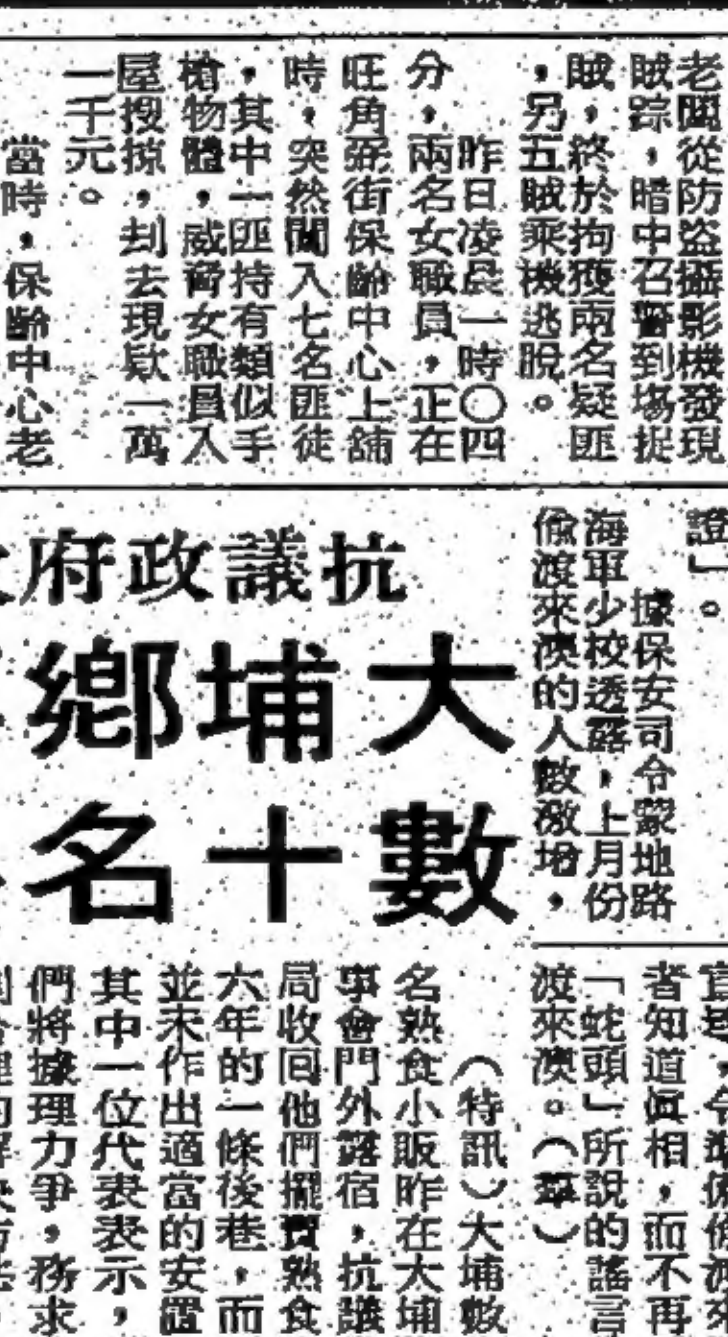 老闆從防盜攝影機發現
賊踪，暗中召警到場捉
賊，終於拘獲兩名疑匪
，另五賊乘機逃脫。
昨日凌晨一時〇四
分，兩名女職員，正在
旺角亞街保齡中心上舖
時，突然闖入七名匪徒
，其中一匪持有類似手
槍物體，威脅女職員入
屋搜掠，刦去現欵一萬
一千元。
當時，保齡中心老
證」。
據保安司令蒙地路
海軍少校透露，上月份
偷渡來澳的人數激增，
者知道眞相，而不再
「蛇頭」所說的謠言
渡來澳。（華）
抗議政府
大埔鄉
數十名
（特訊）大埔數
名熟食小販昨在大埔
事會門外露宿，抗議
局收回他們擺賣熟食
六年的一條後巷，而
並未作出適當的安置
其中一位代表表示，
們將據理力爭，務求